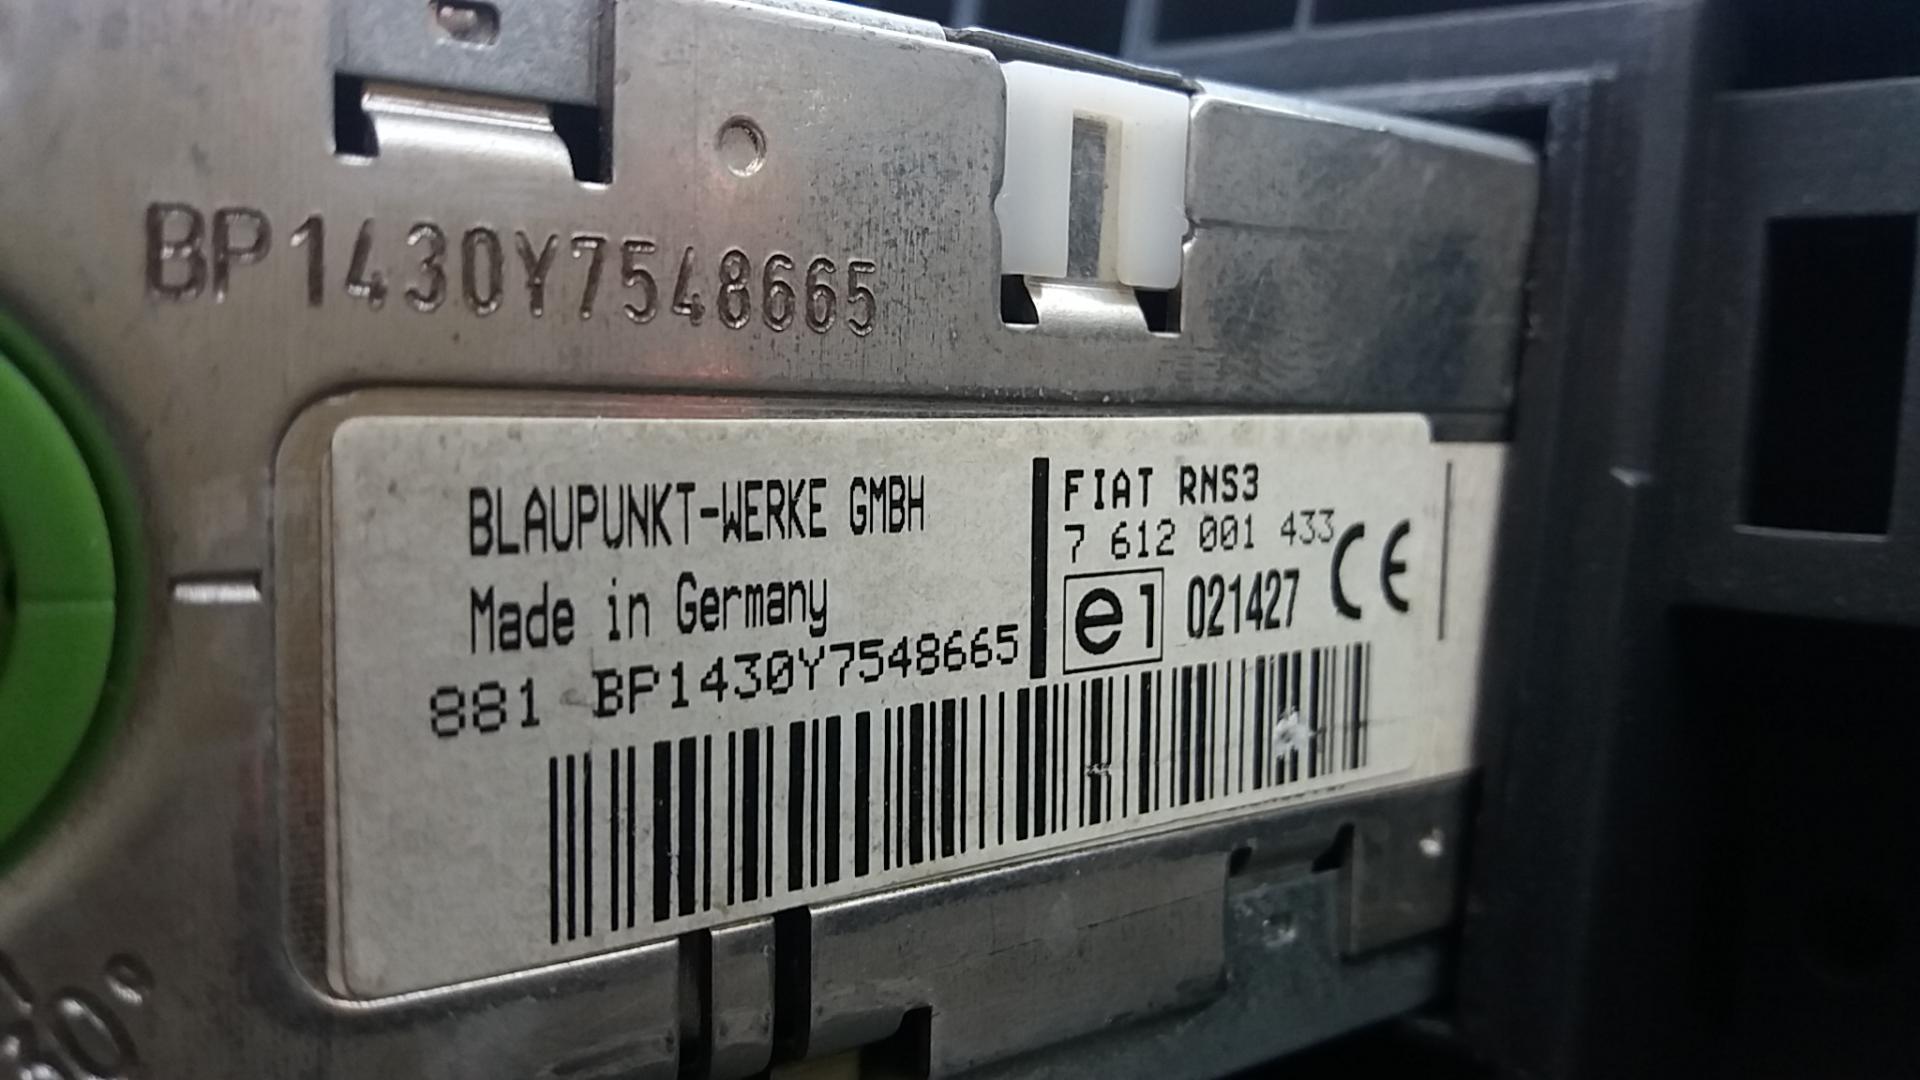 BP1430Y7548665
BLAUPUNKT-WERKE GMBH
Made in Germany
881 BP1430Y7548665
FIAT RNS3
7 612 001 433
e1 021427 CE